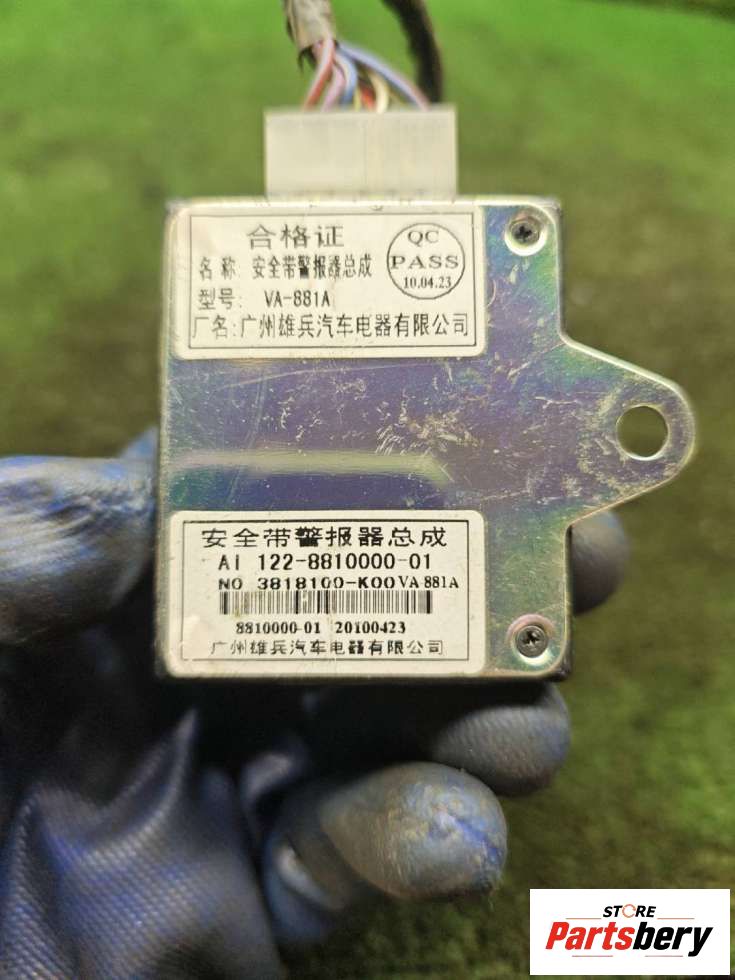 合格证
QC
PASS
10.04.23
名称: 安全带警报器总成
型号: VA-881A
厂名:广州雄兵汽车电器有限公司
安全带警报器总成
AI 122-8810000-01
NO 3818100-K00 VA-881A
8810000-01 20100423
广州雄兵汽车电器有限公司
STORE
Partsbery